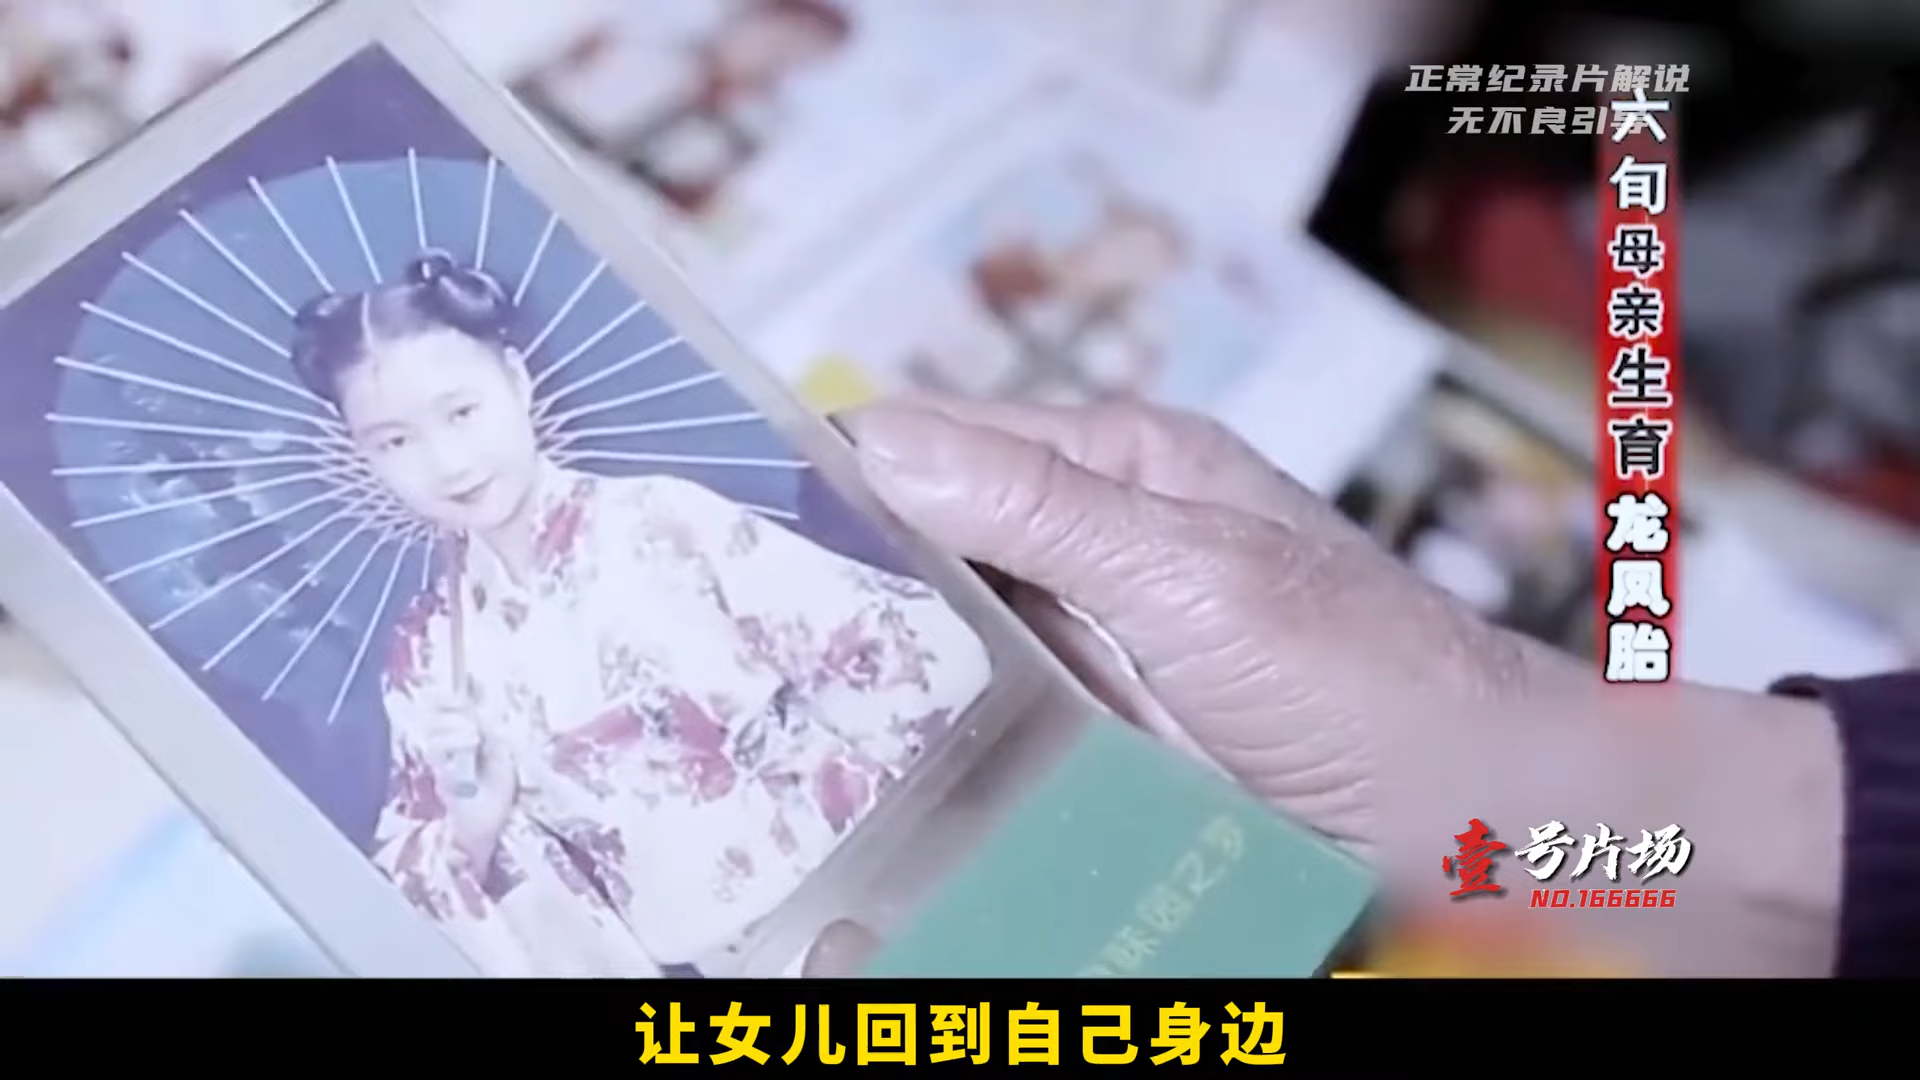 正常纪录片解说
无不良引导
六旬母亲生育龙凤胎
壹号片场
NO.166666
让女儿回到自己身边